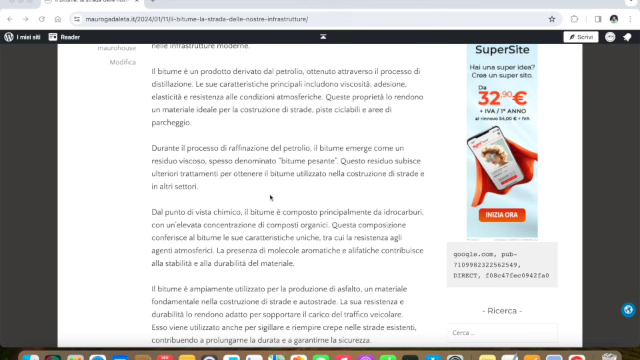 Il bitume, la strada delle nost
maurogadaleta.it/2024/01/11/il-bitume-la-strada-delle-nostre-infrastrutture/
I miei siti
Reader
Scrivi
maurohouse
Modifica
nelle infrastrutture moderne.
Il bitume è un prodotto derivato dal petrolio, ottenuto attraverso il processo di
distillazione. Le sue caratteristiche principali includono viscosità, adesione,
elasticità e resistenza alle condizioni atmosferiche. Queste proprietà lo rendono
un materiale ideale per la costruzione di strade, piste ciclabili e aree di
parcheggio.
Durante il processo di raffinazione del petrolio, il bitume emerge come un
residuo viscoso, spesso denominato "bitume pesante". Questo residuo subisce
ulteriori trattamenti per ottenere il bitume utilizzato nella costruzione di strade e
in altri settori.
Dal punto di vista chimico, il bitume è composto principalmente da idrocarburi,
con un'elevata concentrazione di composti organici. Questa composizione
conferisce al bitume le sue caratteristiche uniche, tra cui la resistenza agli
agenti atmosferici. La presenza di molecole aromatiche e alifatiche contribuisce
alla stabilità e alla durabilità del materiale.
Il bitume è ampiamente utilizzato per la produzione di asfalto, un materiale
fondamentale nella costruzione di strade e autostrade. La sua resistenza e
durabilità lo rendono adatto per sopportare il carico del traffico veicolare.
Esso viene utilizzato anche per sigillare e riempire crepe nelle strade esistenti,
contribuendo a prolungarne la durata e a garantirne la sicurezza.
SuperSite
Hai una super idea?
Crea un super sito.
Da
32,90€
+ IVA / 1° ANNO
INIZIA ORA
google.com, pub-
7109982322562549,
DIRECT, f08c47fec0942fa0
- Ricerca -
Cerca ...